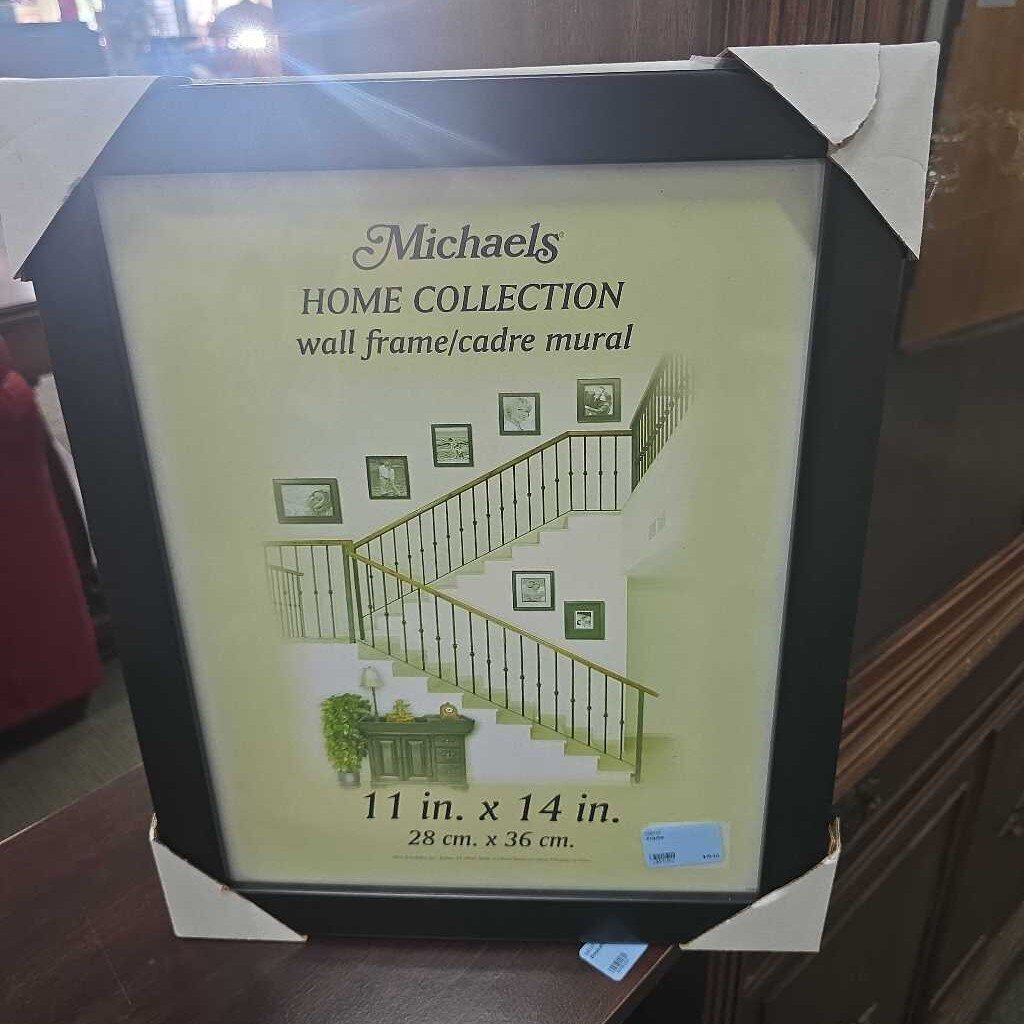 Michaels
HOME COLLECTION
wall frame/cadre mural
11 in. x 14 in.
28 cm. x 36 cm.